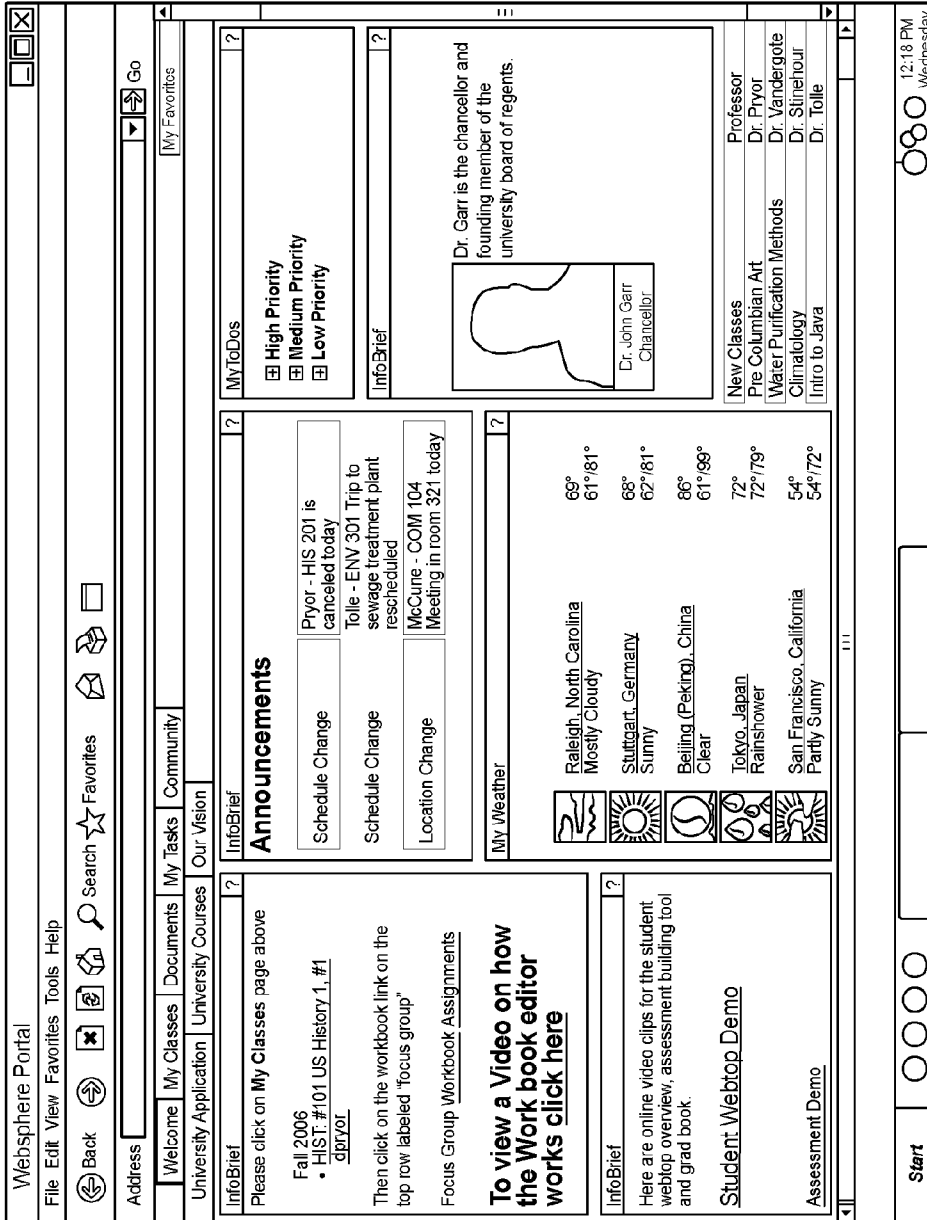 Websphere Portal
File Edit View Favorites Tools Help
Back Search Favorites
Address Go
Welcome My Classes Documents My Tasks Community My Favorites
University Application University Courses Our Vision
InfoBrief ?
Please click on My Classes page above
Fall 2006
• HIST: #101 US History 1, #1
dpryor
Then click on the workbook link on the
top row labeled "focus group"
Focus Group Workbook Assignments
To view a Video on how
the Work book editor
works click here
InfoBrief ?
Here are online video clips for the student
webtop overview, assessment building tool
and grad book.
Student Webtop Demo
Assessment Demo
InfoBrief ?
Announcements
Schedule Change Pryor - HIS 201 is
canceled today
Schedule Change Tolle - ENV 301 Trip to
sewage treatment plant
rescheduled
Location Change McCune - COM 104
Meeting in room 321 today
My Weather ?
Raleigh, North Carolina 69°
Mostly Cloudy 61°/81°
Stuttgart, Germany 68°
Sunny 62°/81°
Beijing (Peking), China 86°
Clear 61°/99°
Tokyo, Japan 72°
Rainshower 72°/79°
San Francisco, California 54°
Partly Sunny 54°/72°
MyToDos ?
High Priority
Medium Priority
Low Priority
InfoBrief ?
Dr. Garr is the chancellor and
founding member of the
university board of regents.
Dr. John Garr
Chancellor
New Classes Professor
Pre Columbian Art Dr. Pryor
Water Purification Methods Dr. Vandergote
Climatology Dr. Stinehour
Intro to Java Dr. Tolle
Start 12:18 PM
Wednesday